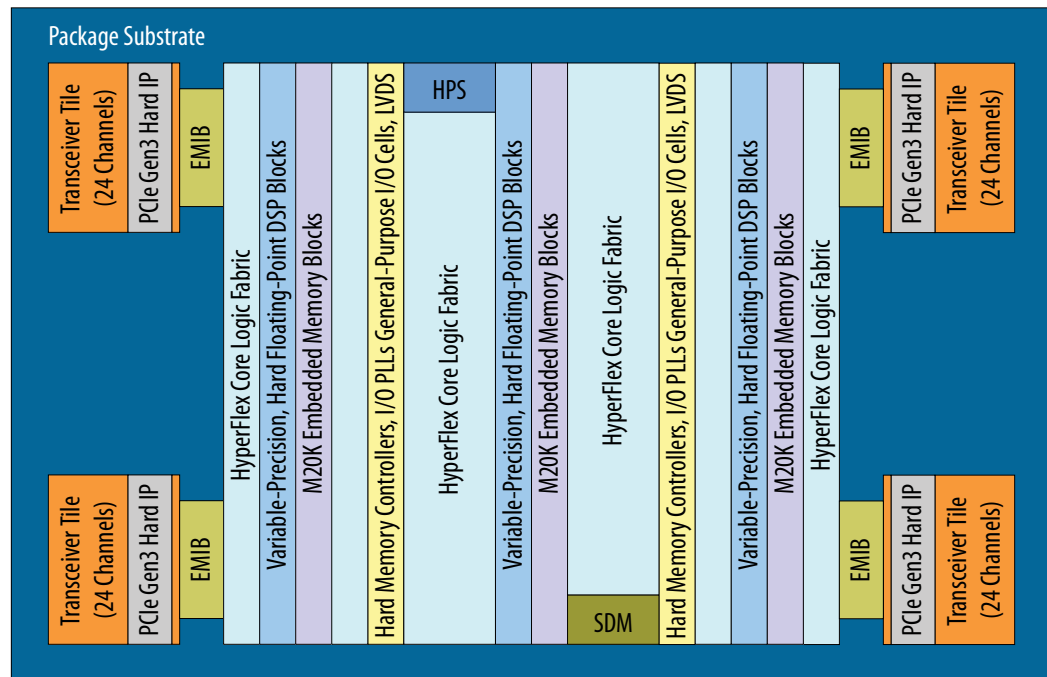 Package Substrate
Transceiver Tile
(24 Channels)
PCIe Gen3 Hard IP
EMIB
Transceiver Tile
(24 Channels)
PCIe Gen3 Hard IP
EMIB
HyperFlex Core Logic Fabric
Variable-Precision, Hard Floating-Point DSP Blocks
M20K Embedded Memory Blocks
Hard Memory Controllers, I/O PLLs General-Purpose I/O Cells, LVDS
HPS
HyperFlex Core Logic Fabric
Variable-Precision, Hard Floating-Point DSP Blocks
M20K Embedded Memory Blocks
HyperFlex Core Logic Fabric
SDM
Hard Memory Controllers, I/O PLLs General-Purpose I/O Cells, LVDS
Variable-Precision, Hard Floating-Point DSP Blocks
M20K Embedded Memory Blocks
HyperFlex Core Logic Fabric
EMIB
PCIe Gen3 Hard IP
Transceiver Tile
(24 Channels)
EMIB
PCIe Gen3 Hard IP
Transceiver Tile
(24 Channels)